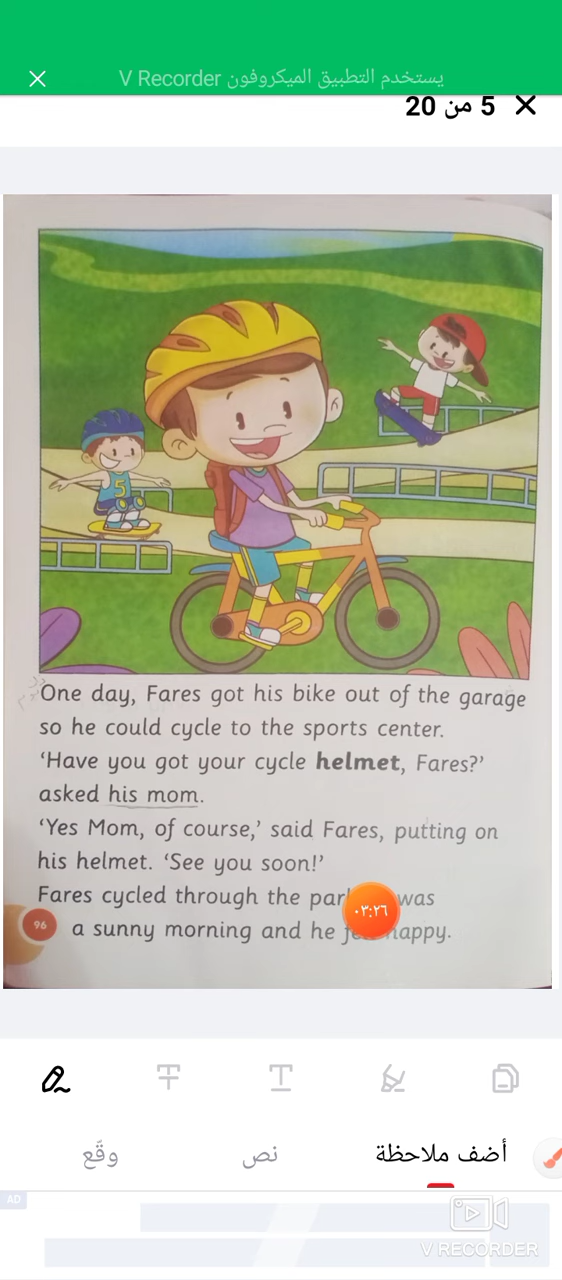 يستخدم التطبيق الميكروفون V Recorder
5 من 20
One day, Fares got his bike out of the garage
so he could cycle to the sports center.
‘Have you got your cycle helmet, Fares?’
asked his mom.
‘Yes Mom, of course,’ said Fares, putting on
his helmet. ‘See you soon!’
Fares cycled through the was
٠٣:٢٦
96
a sunny morning and he happy.
5
أضف ملاحظة
نص
وقّع
AD
V RECORDER